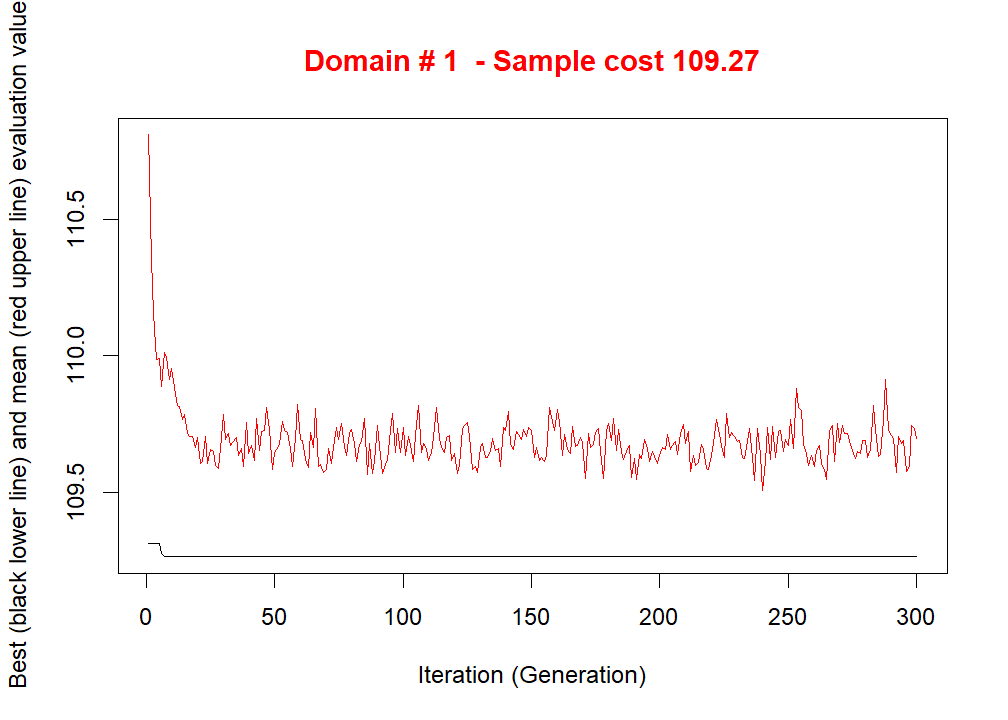 Domain # 1  - Sample cost 109.27
Best (black lower line) and mean (red upper line) evaluation value
110.5
110.0
109.5
0 50 100 150 200 250 300
Iteration (Generation)